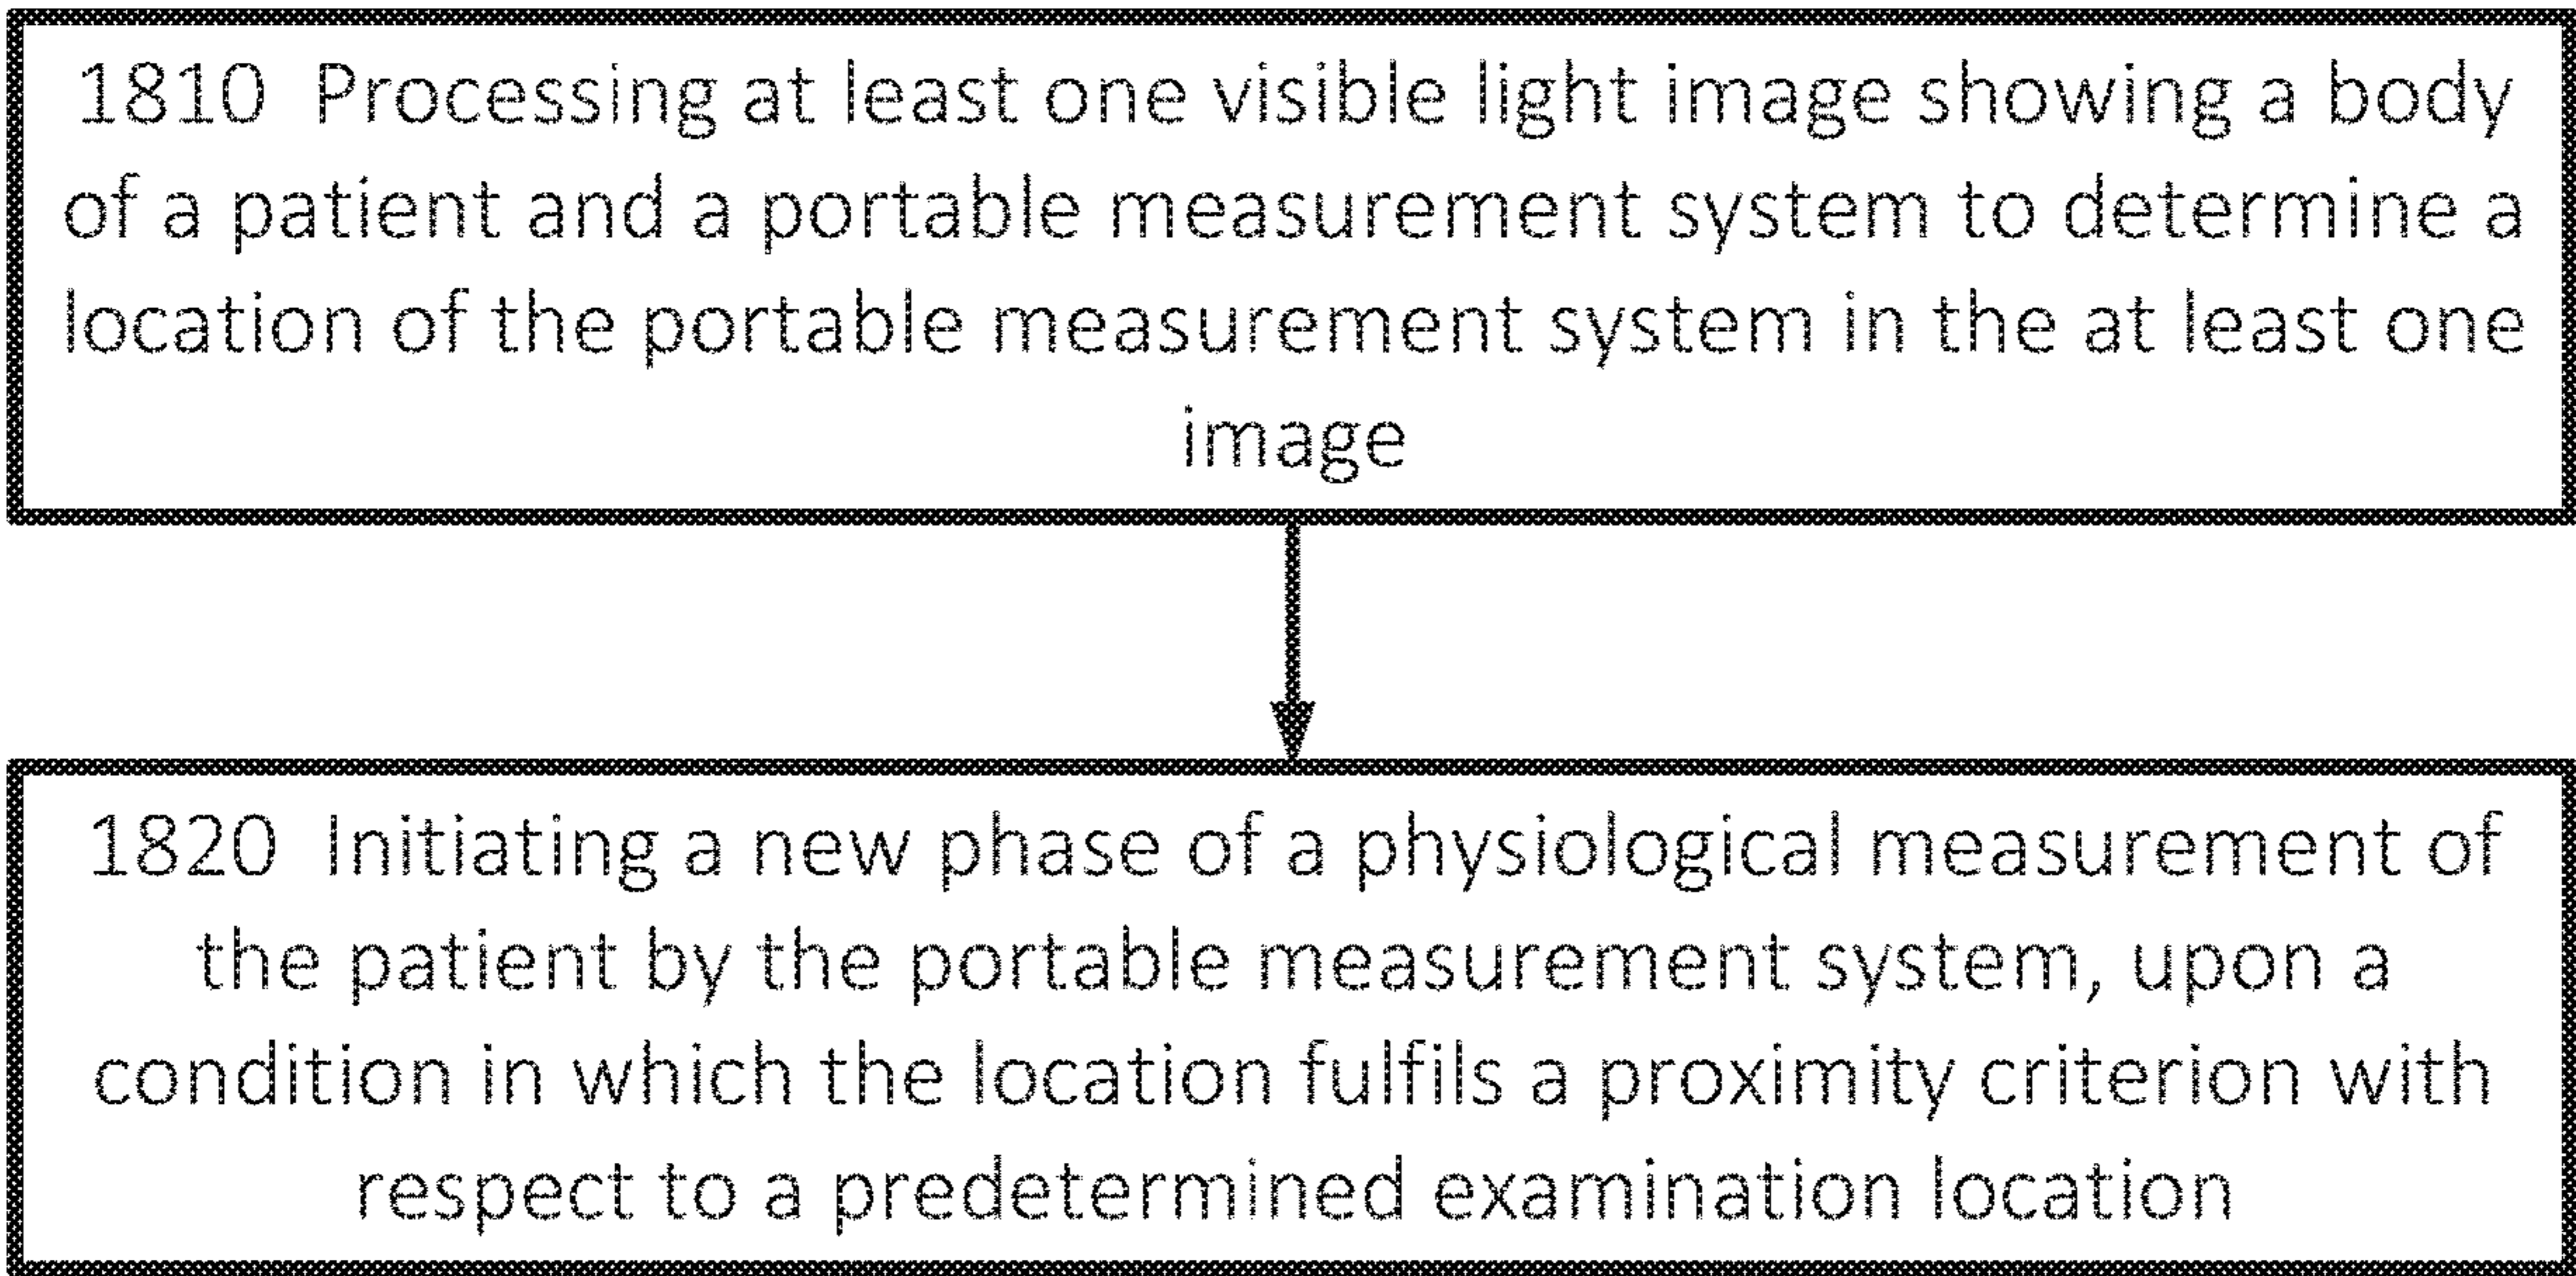 1810 Processing at least one visible light image showing a body
of a patient and a portable measurement system to determine a
location of the portable measurement system in the at least one
image
1820 Initiating a new phase of a physiological measurement of
the patient by the portable measurement system, upon a
condition in which the location fulfils a proximity criterion with
respect to a predetermined examination location